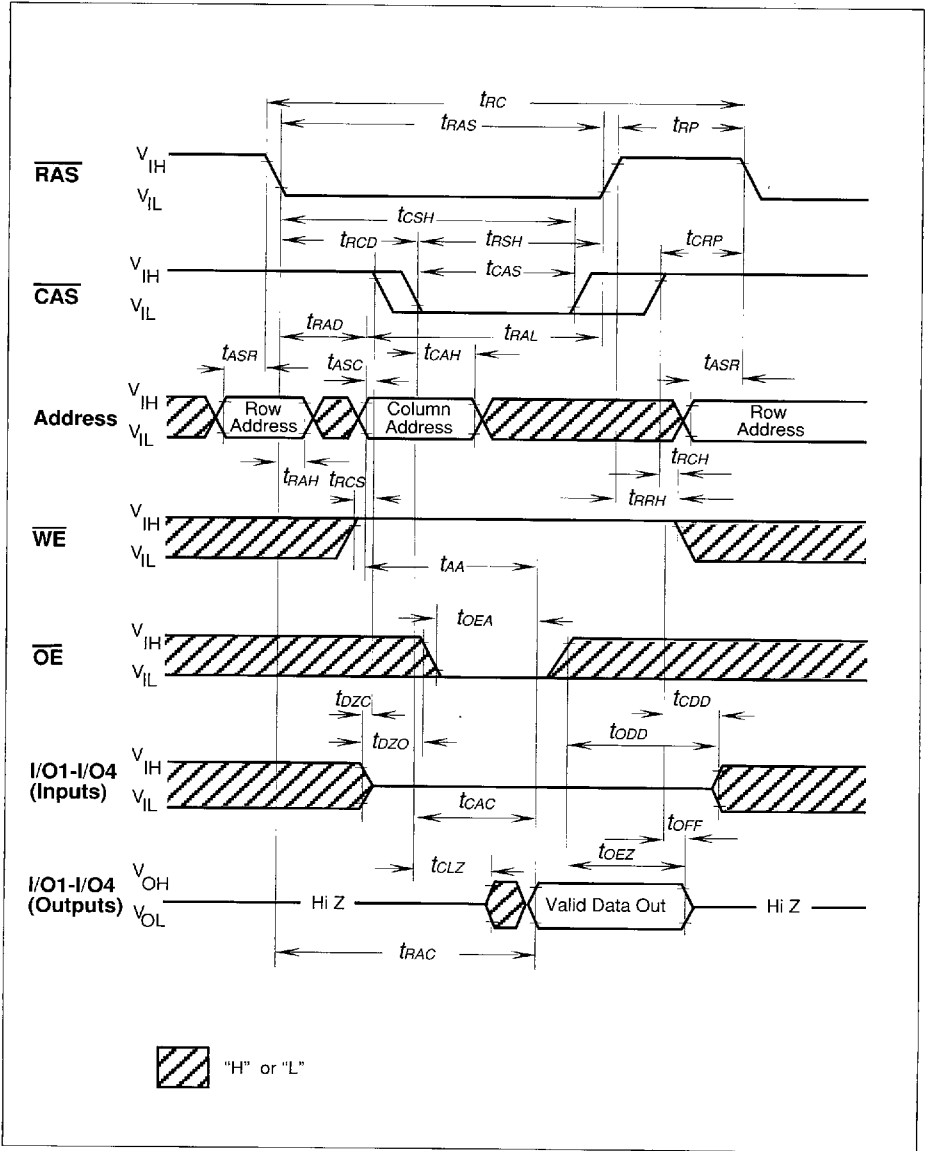 tRC
tRAS
tRP
RAS
VIH
VIL
tCSH
tRCD
tRSH
tCRP
CAS
VIH
VIL
tCAS
tRAD
tRAL
tASR
tASC
tCAH
tASR
Address
VIH
VIL
Row Address
Column Address
Row Address
tRAH
tRCS
tRCH
tRRH
WE
VIH
VIL
tAA
tOEA
OE
VIH
VIL
tDZC
tCDD
tDZO
tODD
I/O1-I/O4 (Inputs)
VIH
VIL
tCAC
tOFF
tCLZ
tOEZ
I/O1-I/O4 (Outputs)
VOH
VOL
Hi Z
Valid Data Out
Hi Z
tRAC
"H" or "L"